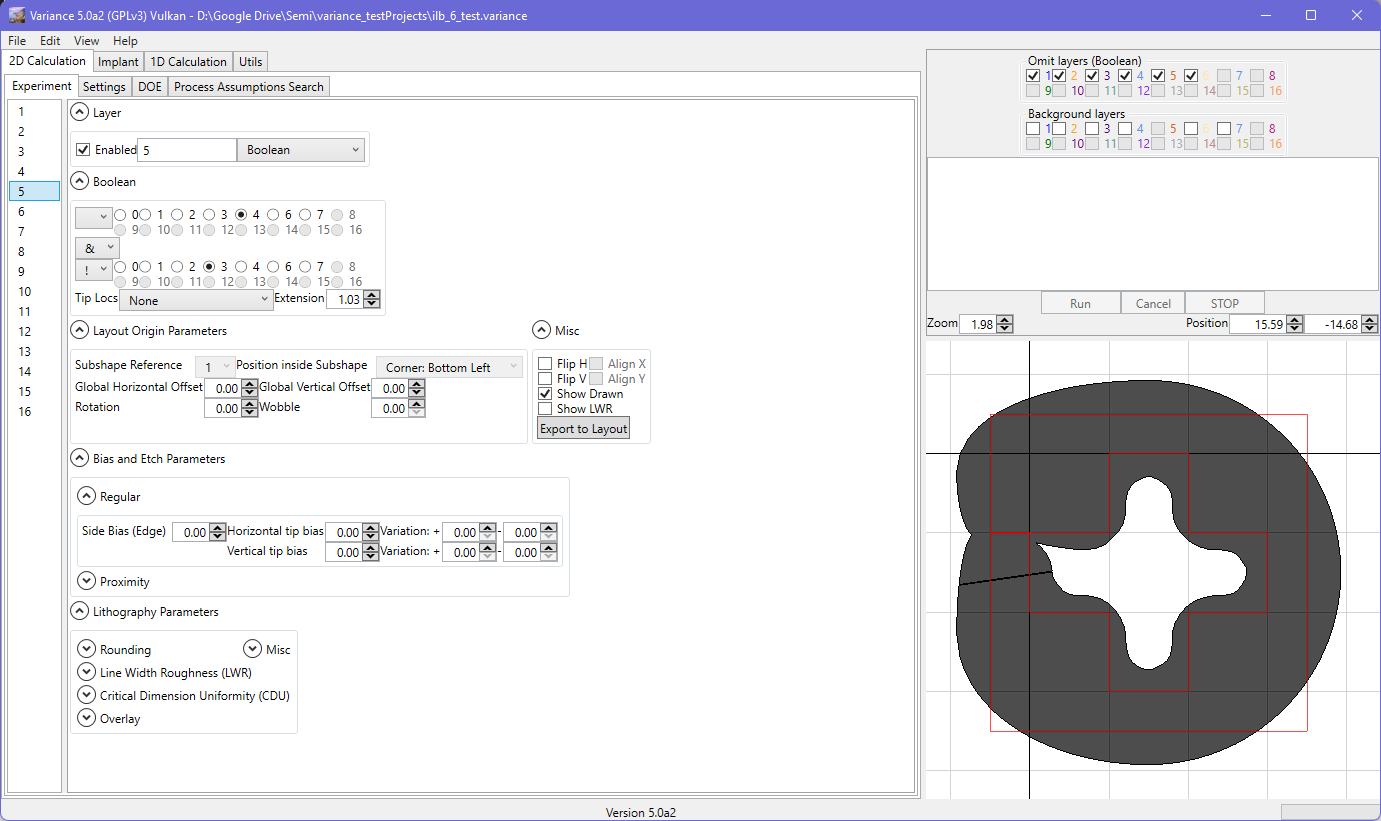 Variance 5.0a2 (GPLv3) Vulkan - D:\Google Drive\Semi\variance_testProjects\ilb_6_test.variance
File Edit View Help
2D Calculation Implant 1D Calculation Utils
Experiment Settings DOE Process Assumptions Search
1
2
3
4
5
6
7
8
9
10
11
12
13
14
15
16
Layer
Enabled 5 Boolean
Boolean
0 1 2 3 4 6 7 8
9 10 11 12 13 14 15 16
&
! 0 1 2 3 4 6 7 8
9 10 11 12 13 14 15 16
Tip Locs None Extension 1.03
Layout Origin Parameters
Subshape Reference 1 Position inside Subshape Corner: Bottom Left
Global Horizontal Offset 0.00 Global Vertical Offset 0.00
Rotation 0.00 Wobble 0.00
Misc
Flip H Align X
Flip V Align Y
Show Drawn
Show LWR
Export to Layout
Bias and Etch Parameters
Regular
Side Bias (Edge) 0.00 Horizontal tip bias 0.00 Variation: + 0.00 - 0.00
Vertical tip bias 0.00 Variation: + 0.00 - 0.00
Proximity
Lithography Parameters
Rounding Misc
Line Width Roughness (LWR)
Critical Dimension Uniformity (CDU)
Overlay
Omit layers (Boolean)
1 2 3 4 5 6 7 8
9 10 11 12 13 14 15 16
Background layers
1 2 3 4 5 6 7 8
9 10 11 12 13 14 15 16
Run Cancel STOP
Zoom 1.98 Position 15.59 -14.68
Version 5.0a2